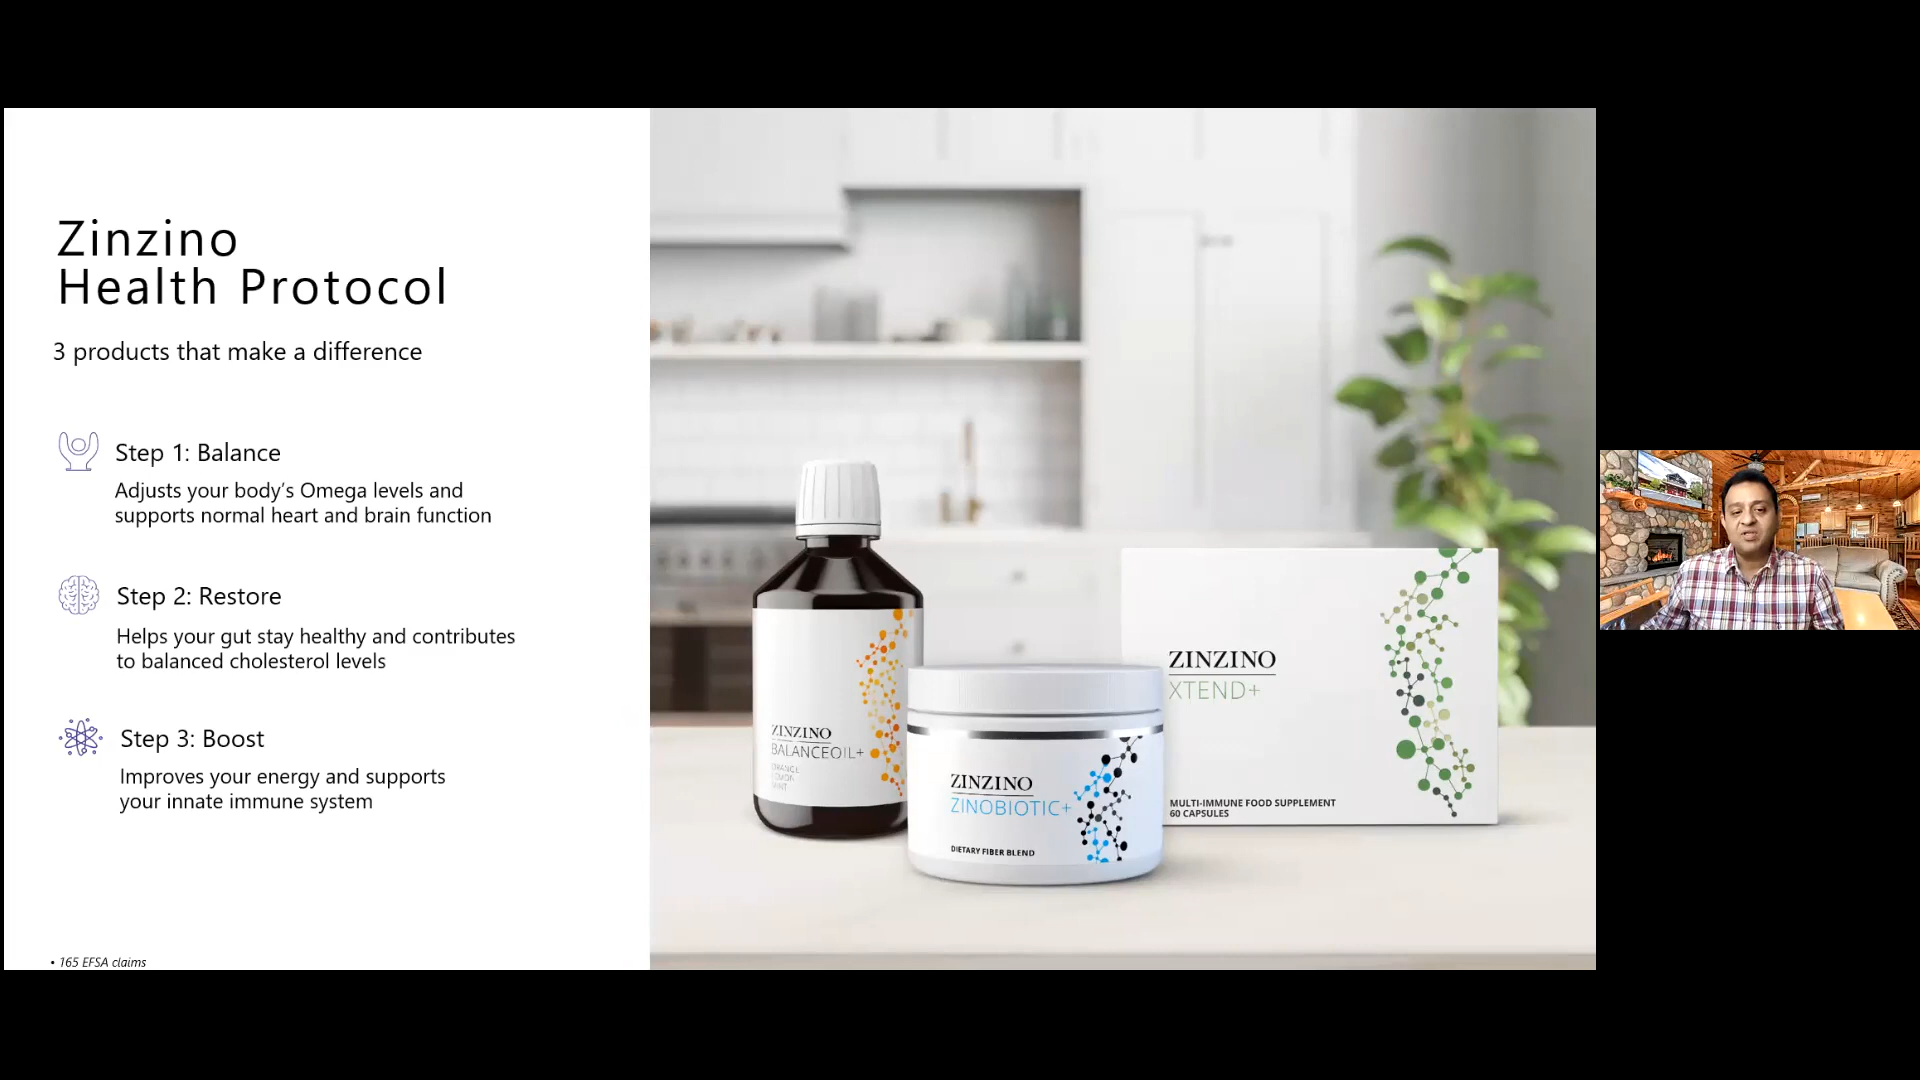 Zinzino
Health Protocol
3 products that make a difference
Step 1: Balance
Adjusts your body's Omega levels and
supports normal heart and brain function
Step 2: Restore
Helps your gut stay healthy and contributes
to balanced cholesterol levels
Step 3: Boost
Improves your energy and supports
your innate immune system
• 165 EFSA claims
ZINZINO
BALANCEOIL+
ORANGE
LEMON
MINT
ZINZINO
ZINOBIOTIC+
DIETARY FIBER BLEND
ZINZINO
XTEND+
MULTI-IMMUNE FOOD SUPPLEMENT
60 CAPSULES